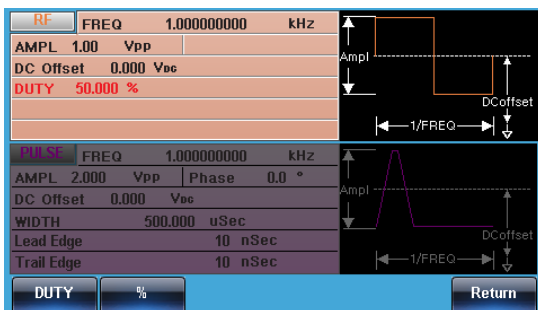 RF FREQ 1.000000000 kHz
AMPL 1.00 Vpp
DC Offset 0.000 VDC
DUTY 50.000 %
Ampl
DCoffset
1/FREQ
PULSE FREQ 1.000000000 kHz
AMPL 2.000 Vpp Phase 0.0 °
DC Offset 0.000 VDC
WIDTH 500.000 uSec
Lead Edge 10 nSec
Trail Edge 10 nSec
Ampl
DCoffset
1/FREQ
DUTY % Return